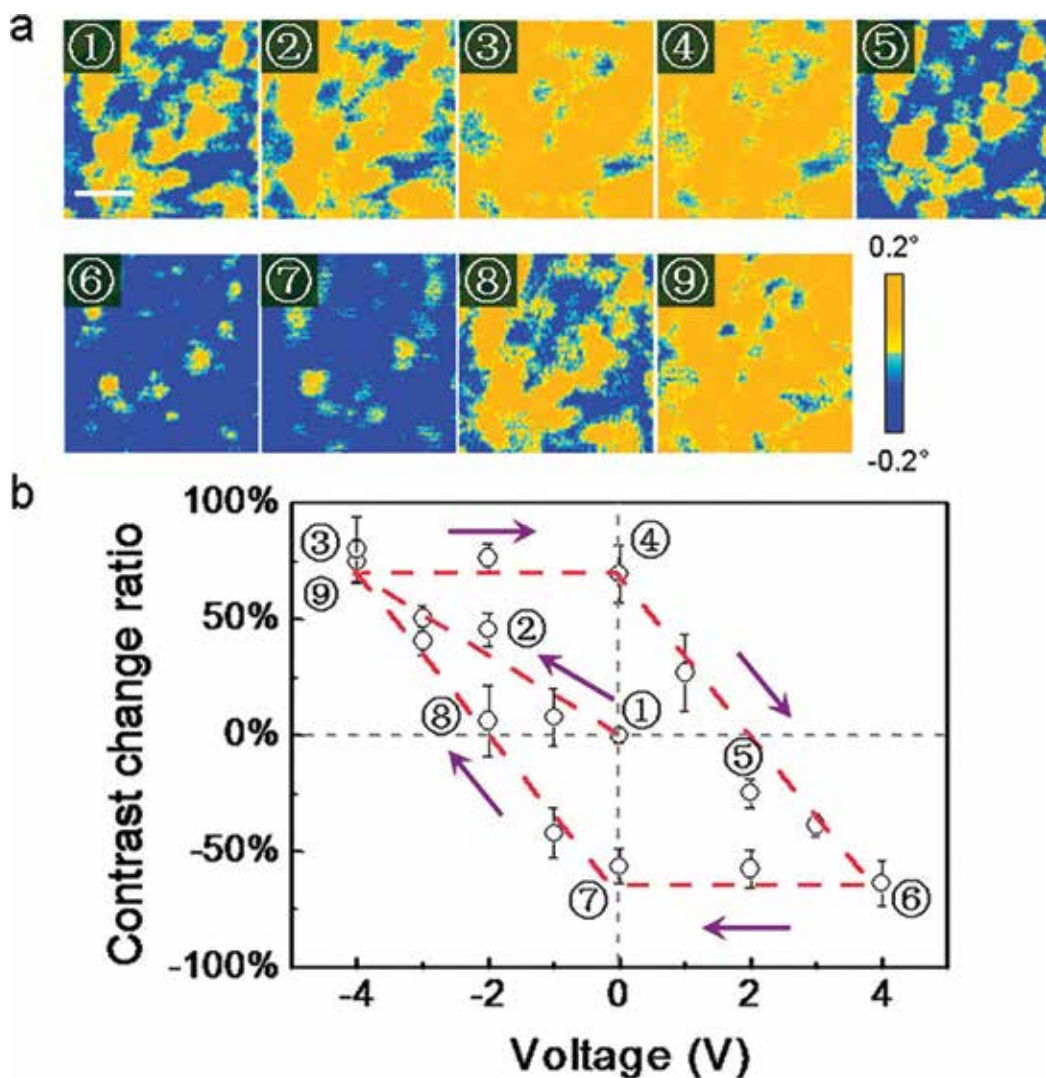 a
① ② ③ ④ ⑤
⑥ ⑦ ⑧ ⑨
0.2°
-0.2°
b
Contrast change ratio
100%
50%
0%
-50%
-100%
③ ④
⑨
②
⑧ ①
⑤
⑦ ⑥
-4 -2 0 2 4
Voltage (V)